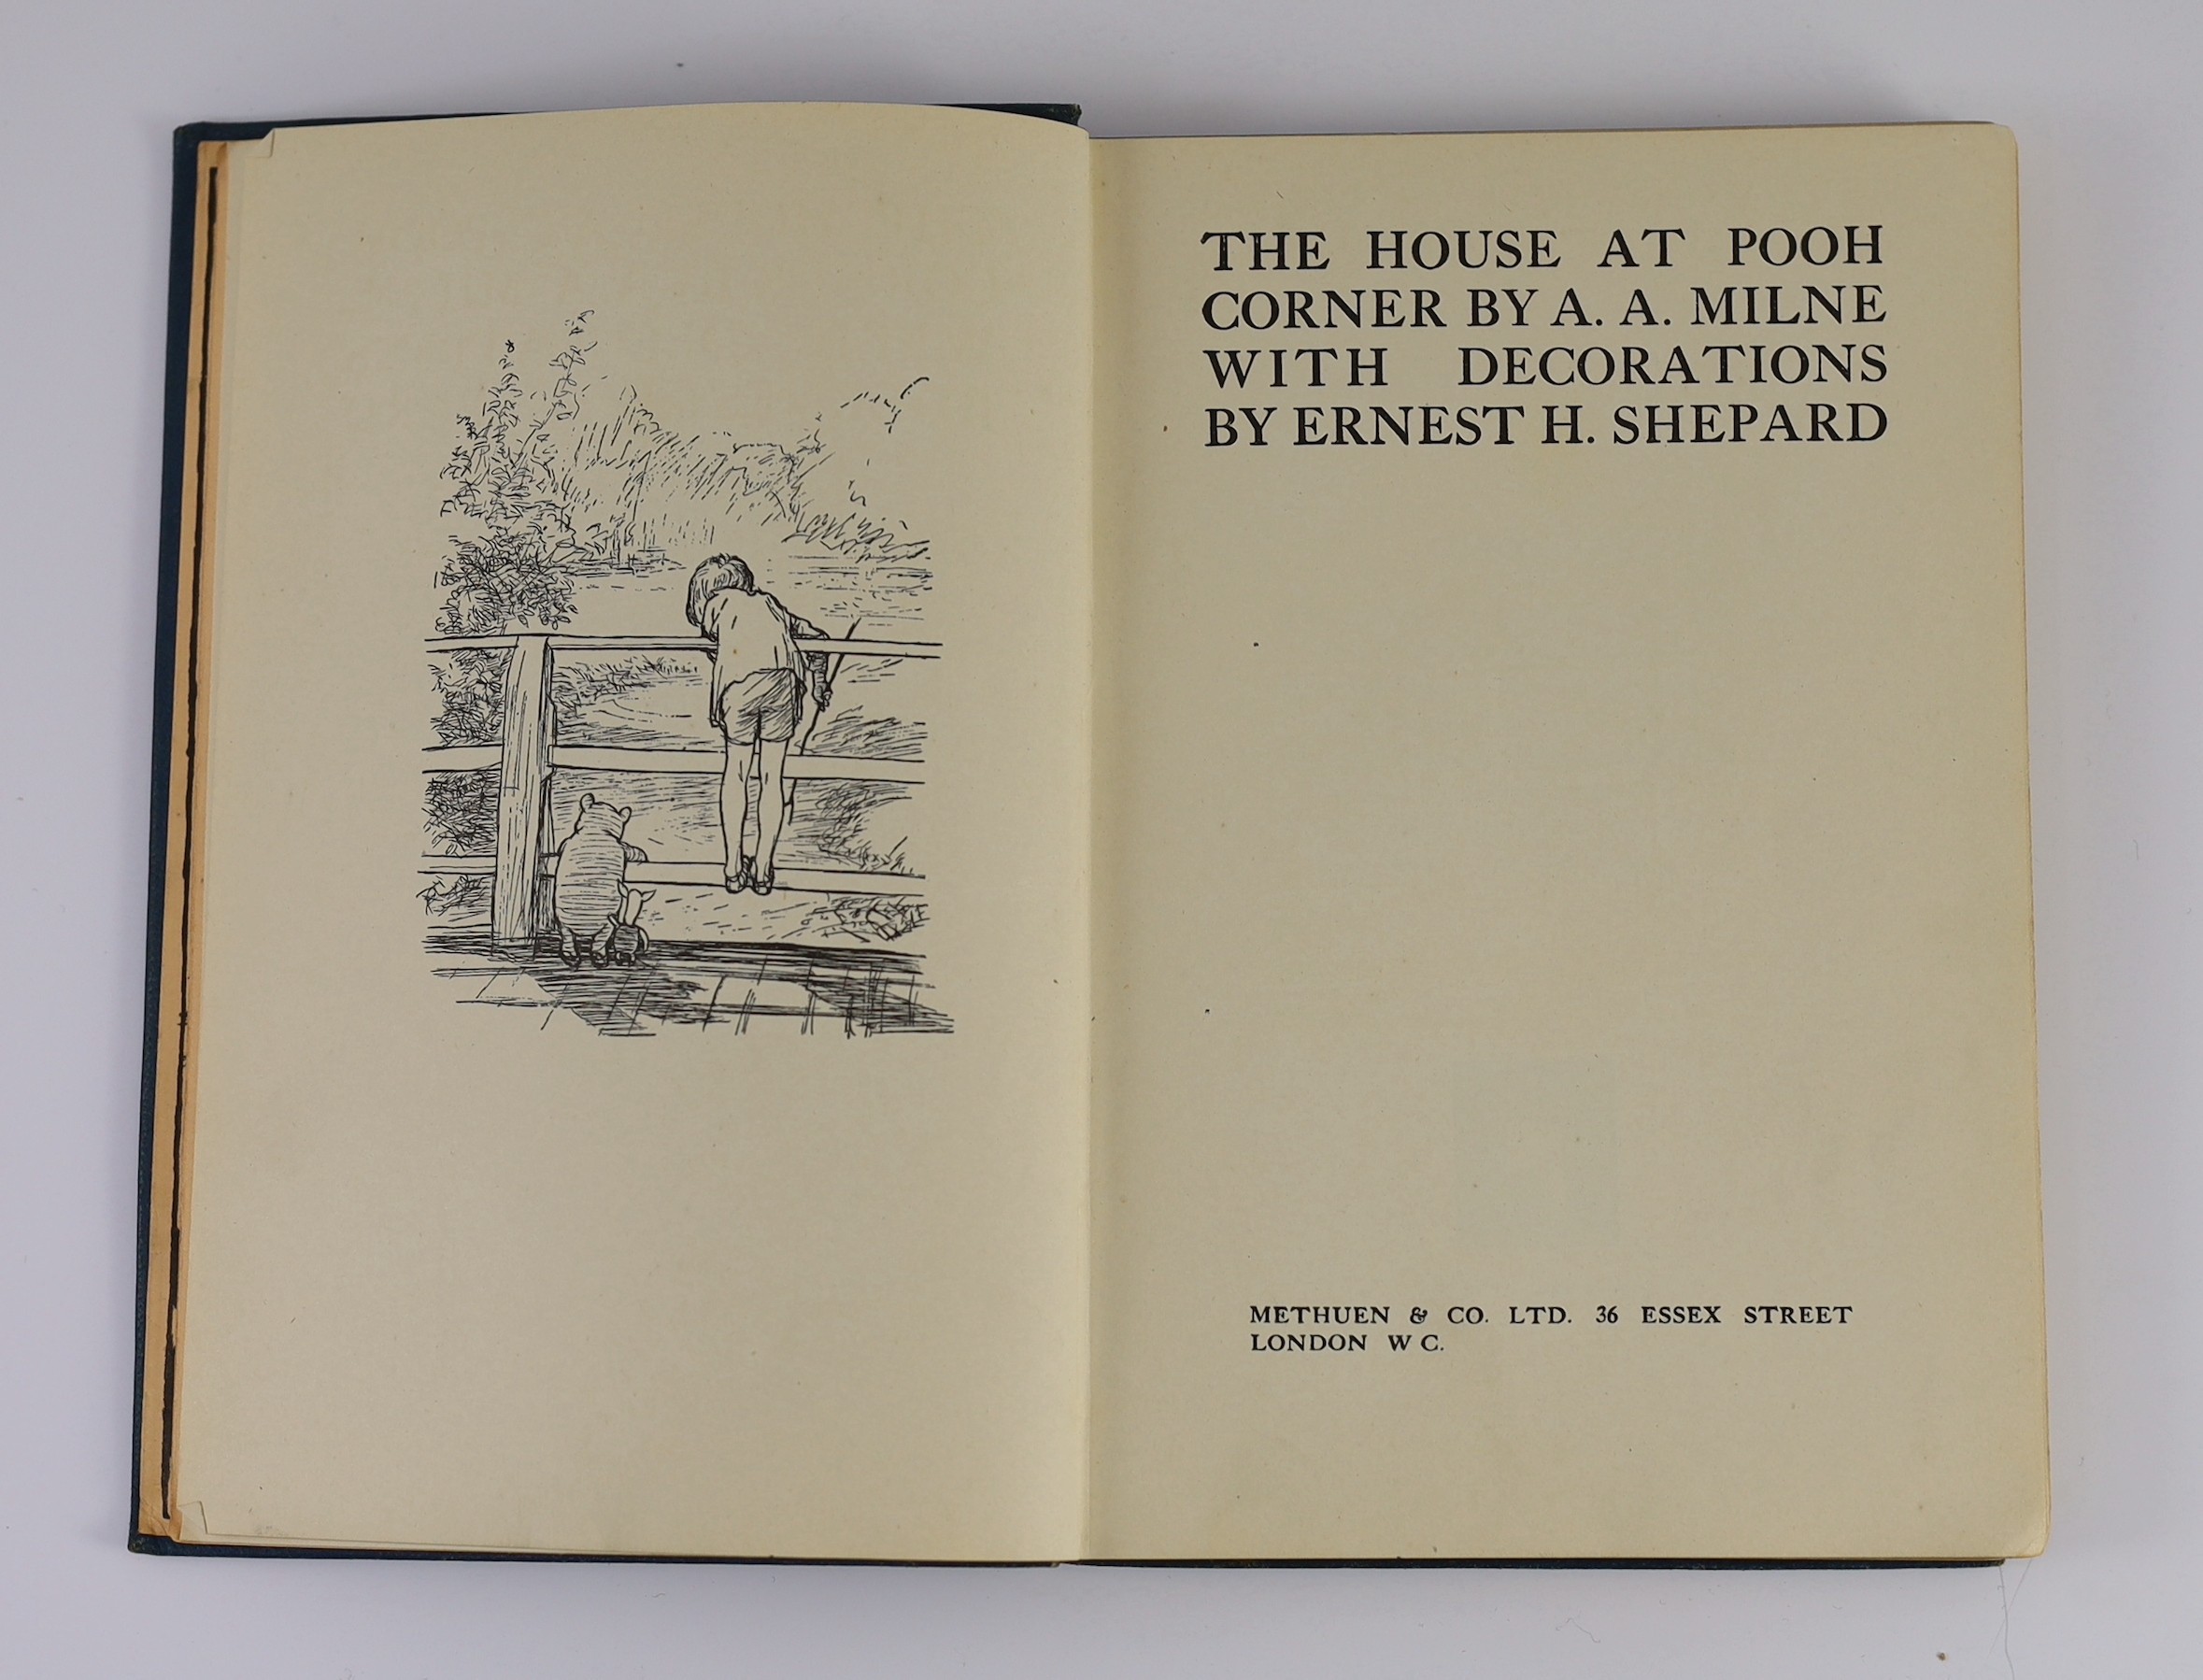 THE HOUSE AT POOH
CORNER BY A. A. MILNE
WITH DECORATIONS
BY ERNEST H. SHEPARD
METHUEN & CO. LTD. 36 ESSEX STREET
LONDON W C.